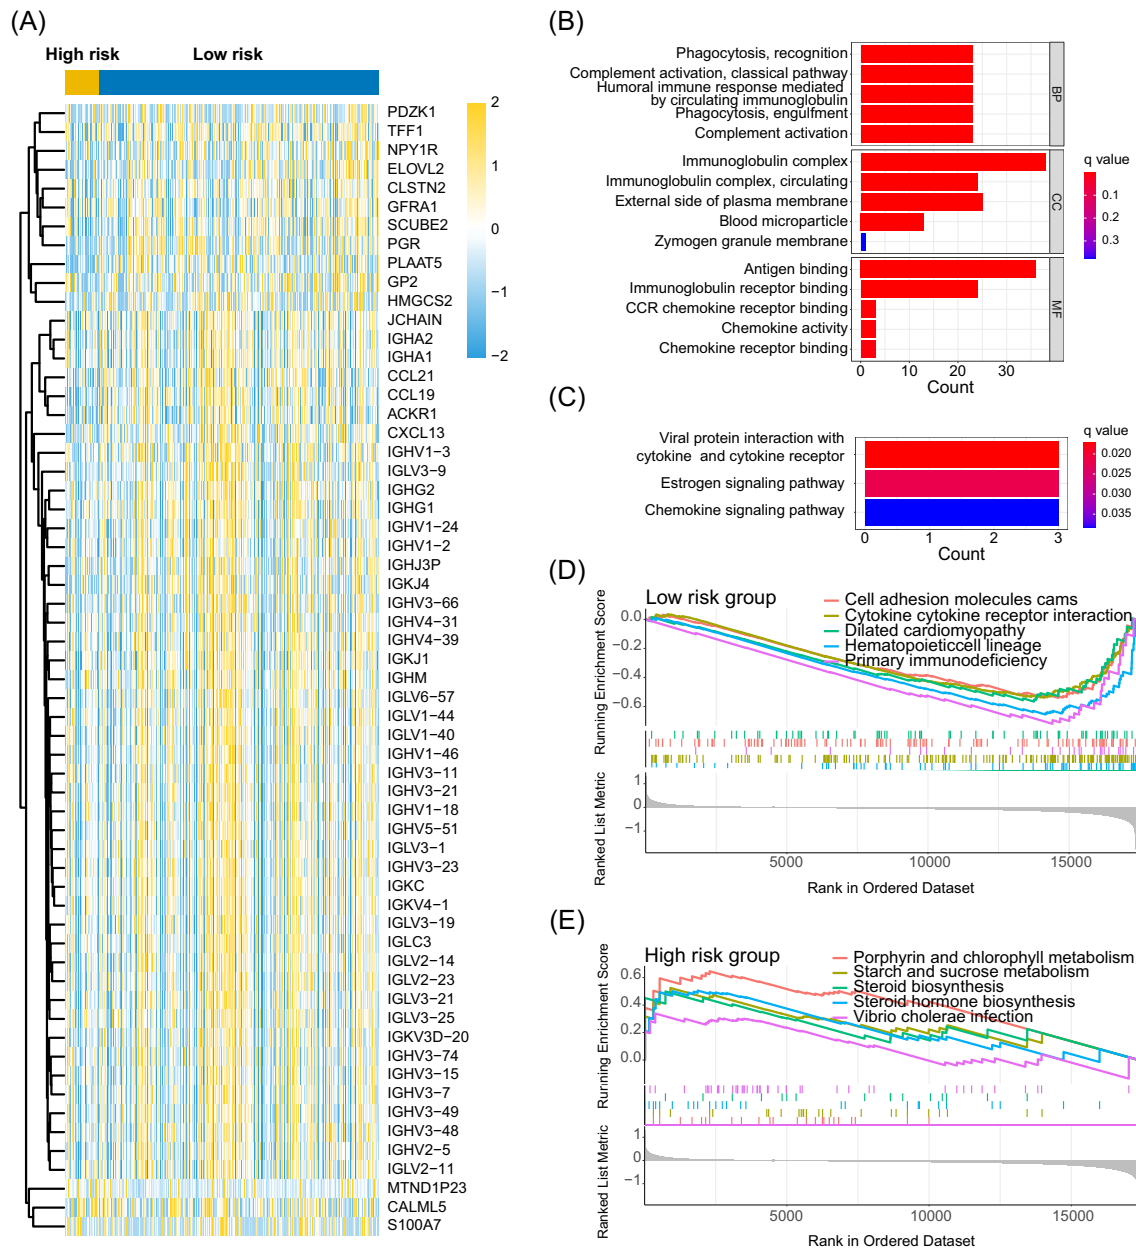 (A)
High risk
Low risk
PDZK1
TFF1
NPY1R
ELOVL2
CLSTN2
GFRA1
SCUBE2
PGR
PLAAT5
GP2
HMGCS2
JCHAIN
IGHA2
IGHA1
CCL21
CCL19
ACKR1
CXCL13
IGHV1−3
IGLV3−9
IGHG2
IGHG1
IGHV1−24
IGHV1−2
IGHJ3P
IGKJ4
IGHV3−66
IGHV4−31
IGHV4−39
IGKJ1
IGHM
IGLV6−57
IGLV1−44
IGLV1−40
IGHV1−46
IGHV3−11
IGHV3−21
IGHV1−18
IGHV5−51
IGLV3−1
IGHV3−23
IGKC
IGKV4−1
IGLV3−19
IGLC3
IGLV2−14
IGLV2−23
IGLV3−21
IGLV3−25
IGKV3D−20
IGHV3−74
IGHV3−15
IGHV3−7
IGHV3−49
IGHV3−48
IGHV2−5
IGLV2−11
MTND1P23
CALML5
S100A7
2
1
0
−1
−2
(B)
Phagocytosis, recognition
Complement activation, classical pathway
Humoral immune response mediated
by circulating immunoglobulin
Phagocytosis, engulfment
Complement activation
BP
Immunoglobulin complex
Immunoglobulin complex, circulating
External side of plasma membrane
Blood microparticle
Zymogen granule membrane
CC
Antigen binding
Immunoglobulin receptor binding
CCR chemokine receptor binding
Chemokine activity
Chemokine receptor binding
MF
0 10 20 30
Count
q value
0.1
0.2
0.3
(C)
Viral protein interaction with
cytokine and cytokine receptor
Estrogen signaling pathway
Chemokine signaling pathway
0 1 2 3
Count
q value
0.020
0.025
0.030
0.035
(D)
Low risk group
Cell adhesion molecules cams
Cytokine cytokine receptor interaction
Dilated cardiomyopathy
Hematopoieticcell lineage
Primary immunodeficiency
Running Enrichment Score
0.0
−0.2
−0.4
−0.6
Ranked List Metric
1
0
−1
5000 10000 15000
Rank in Ordered Dataset
(E)
High risk group
Porphyrin and chlorophyll metabolism
Starch and sucrose metabolism
Steroid biosynthesis
Steroid hormone biosynthesis
Vibrio cholerae infection
Running Enrichment Score
0.6
0.4
0.2
0.0
Ranked List Metric
1
0
−1
5000 10000 15000
Rank in Ordered Dataset